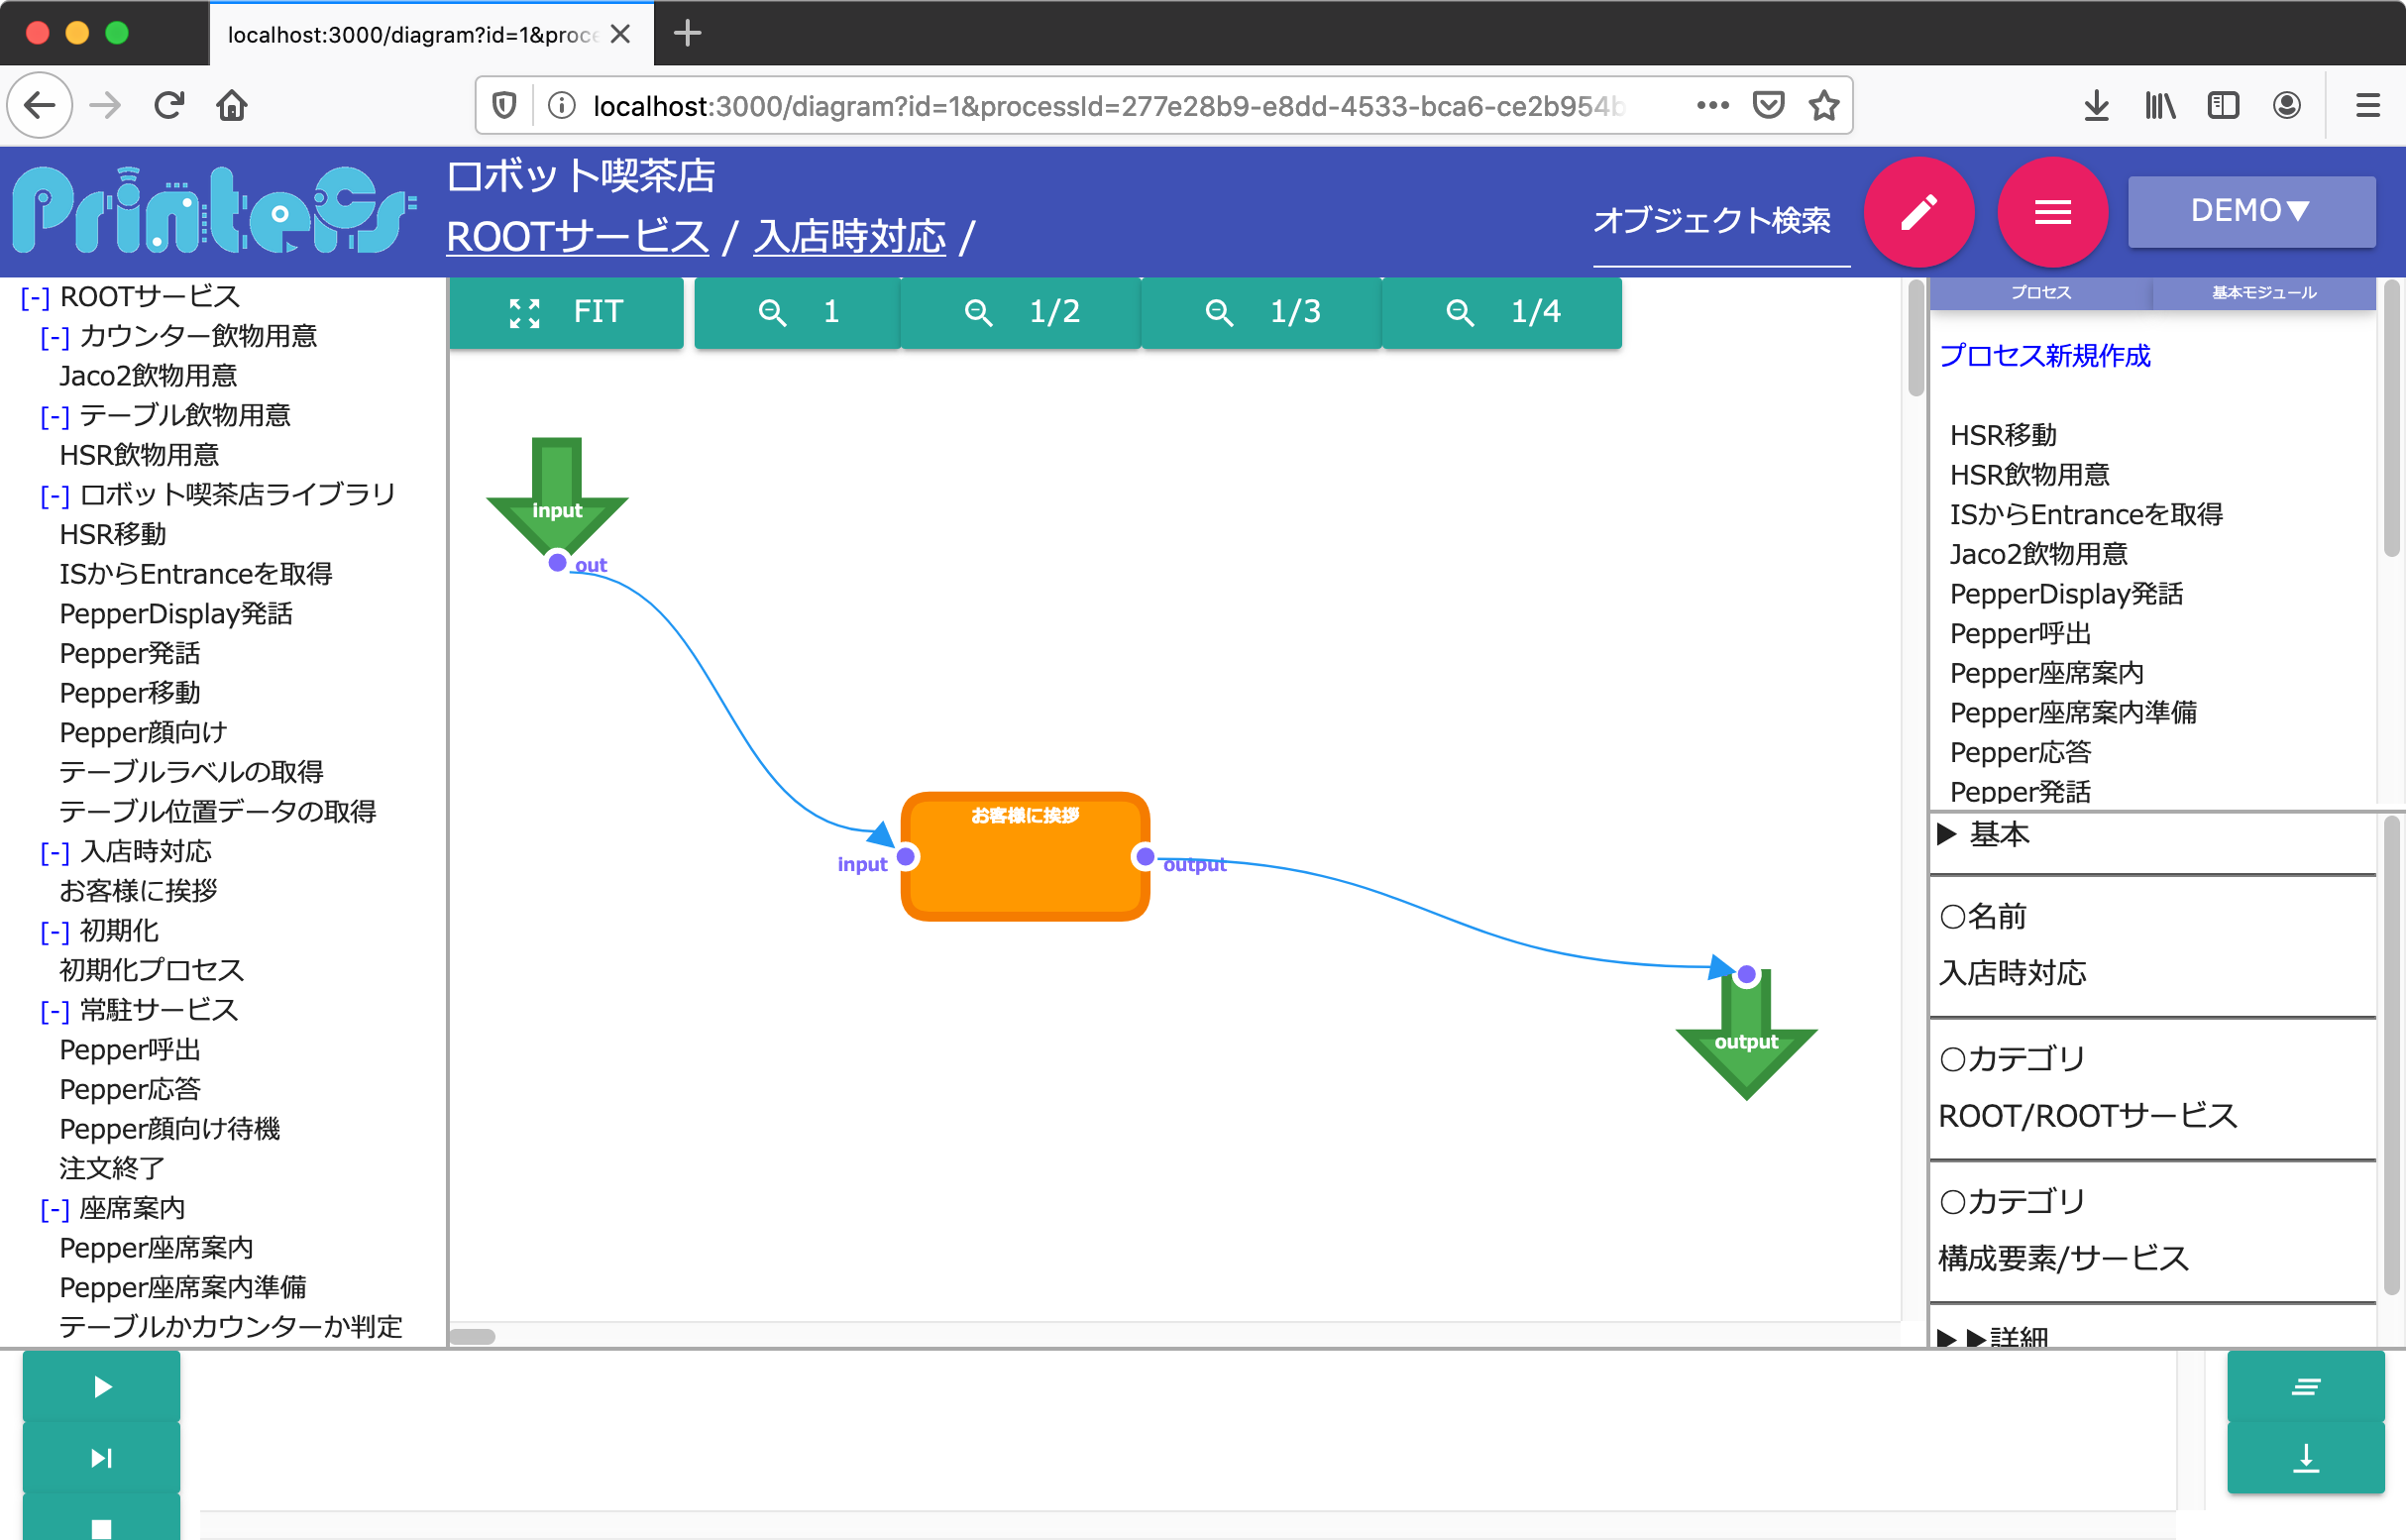 localhost:3000/diagram?id=1&proce
localhost:3000/diagram?id=1&processId=277e28b9-e8dd-4533-bca6-ce2b954b
PrinteEs
ロボット喫茶店
ROOTサービス / 入店時対応 /
オブジェクト検索
DEMO▼
[-] ROOTサービス
[-] カウンター飲物用意
Jaco2飲物用意
[-] テーブル飲物用意
HSR飲物用意
[-] ロボット喫茶店ライブラリ
HSR移動
ISからEntranceを取得
PepperDisplay発話
Pepper発話
Pepper移動
Pepper顔向け
テーブルラベルの取得
テーブル位置データの取得
[-] 入店時対応
お客様に挨拶
[-] 初期化
初期化プロセス
[-] 常駐サービス
Pepper呼出
Pepper応答
Pepper顔向け待機
注文終了
[-] 座席案内
Pepper座席案内
Pepper座席案内準備
テーブルかカウンターか判定
FIT
1
1/2
1/3
1/4
input
out
お客様に挨拶
input
output
output
プロセス
基本モジュール
プロセス新規作成
HSR移動
HSR飲物用意
ISからEntranceを取得
Jaco2飲物用意
PepperDisplay発話
Pepper呼出
Pepper座席案内
Pepper座席案内準備
Pepper応答
Pepper発話
▶ 基本
○名前
入店時対応
○カテゴリ
ROOT/ROOTサービス
○カテゴリ
構成要素/サービス
▶ ▶詳細